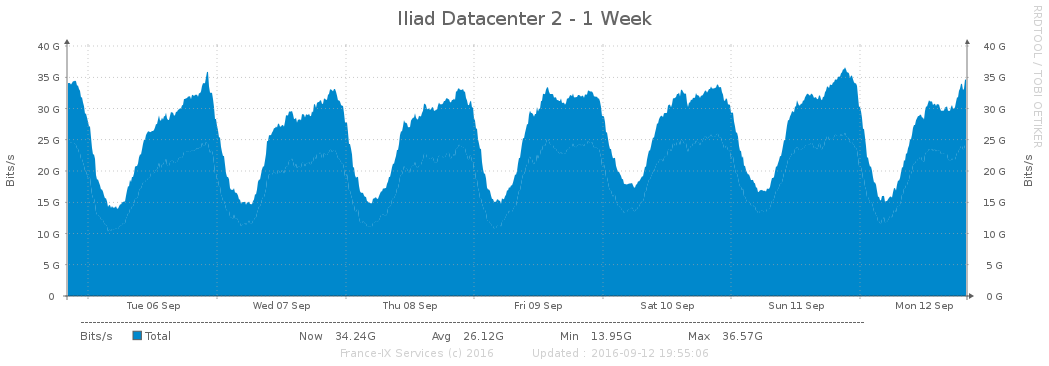 Iliad Datacenter 2 - 1 Week
RRDTOOL / TOBI OETIKER
40 G 40 G
35 G 35 G
30 G 30 G
25 G 25 G
20 G 20 G
15 G 15 G
10 G 10 G
5 G 5 G
0 0 G
Bits/s
Bits/s
Tue 06 Sep Wed 07 Sep Thu 08 Sep Fri 09 Sep Sat 10 Sep Sun 11 Sep Mon 12 Sep
Bits/s Total Now 34.24G Avg 26.12G Min 13.95G Max 36.57G
France-IX Services (c) 2016 Updated : 2016-09-12 19:55:06